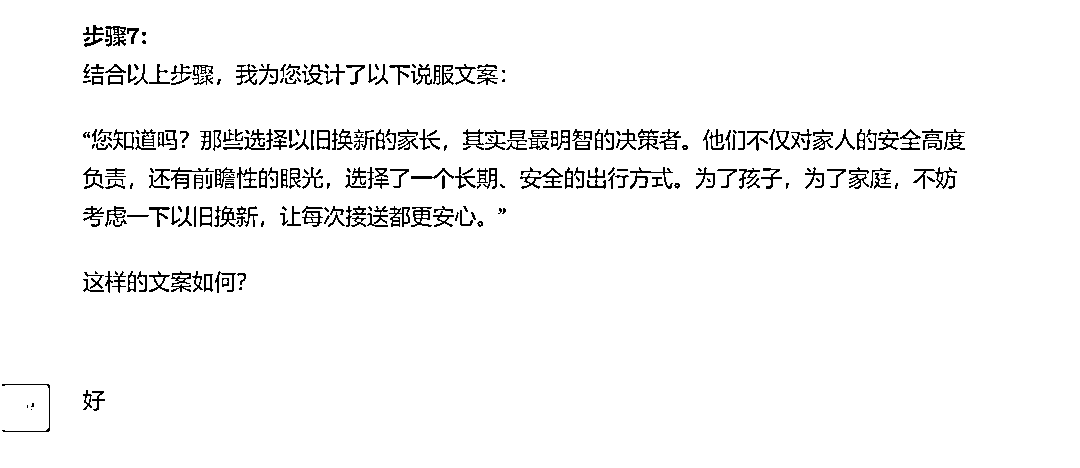 步骤7：
结合以上步骤，我为您设计了以下说服文案：
“您知道吗？那些选择以旧换新的家长，其实是最明智的决策者。他们不仅对家人的安全高度
负责，还有前瞻性的眼光，选择了一个长期、安全的出行方式。为了孩子，为了家庭，不妨
考虑一下以旧换新，让每次接送都更安心。”
这样的文案如何？
好